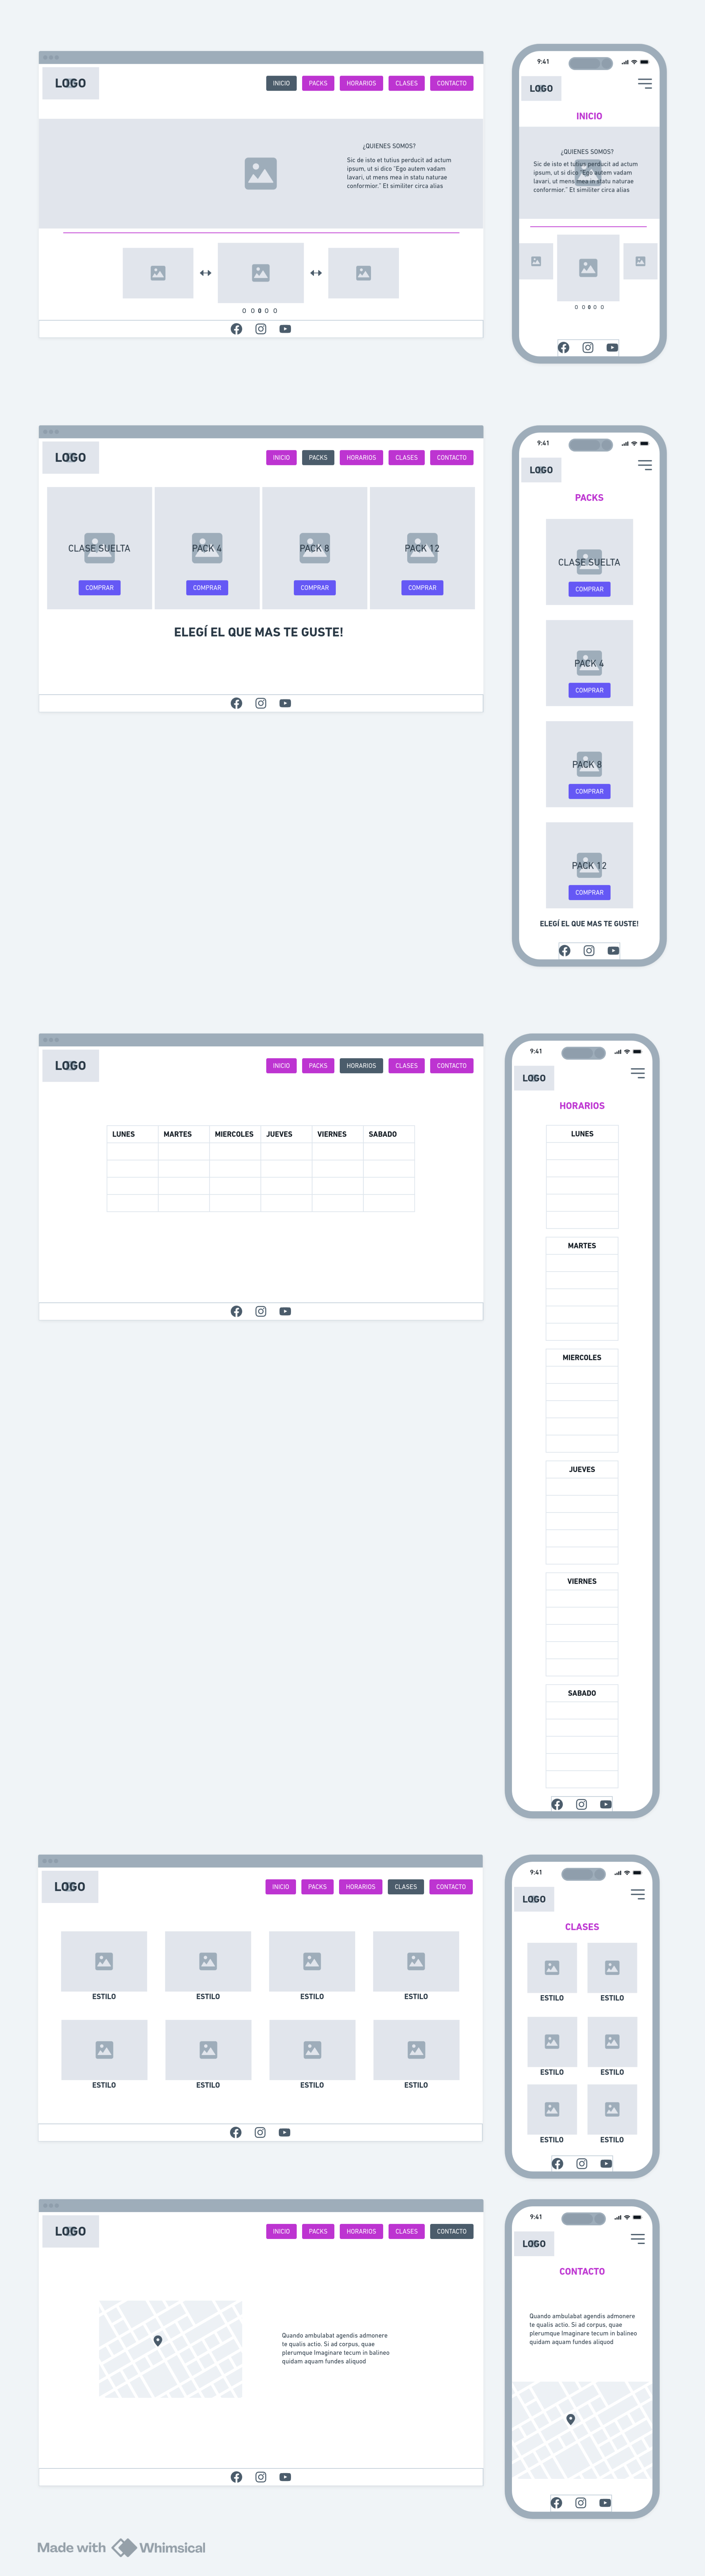 LOGO
INICIO PACKS HORARIOS CLASES CONTACTO
¿QUIENES SOMOS?
Sic de isto et tutius perducit ad actum
ipsum, ut si dico "Ego autem vadam
lavari, ut mens mea in statu naturae
conformior." Et similiter circa alias
O O O O O
9:41
LOGO
INICIO
¿QUIENES SOMOS?
Sic de isto et tutius perducit ad actum
ipsum, ut si dico "Ego autem vadam
lavari, ut mens mea in statu naturae
conformior." Et similiter circa alias
O O O O O
LOGO
INICIO PACKS HORARIOS CLASES CONTACTO
CLASE SUELTA PACK 4 PACK 8 PACK 12
COMPRAR COMPRAR COMPRAR COMPRAR
ELEGÍ EL QUE MAS TE GUSTE!
9:41
LOGO
PACKS
CLASE SUELTA
COMPRAR
PACK 4
COMPRAR
PACK 8
COMPRAR
PACK 12
COMPRAR
ELEGÍ EL QUE MAS TE GUSTE!
LOGO
INICIO PACKS HORARIOS CLASES CONTACTO
LUNES MARTES MIERCOLES JUEVES VIERNES SABADO
9:41
LOGO
HORARIOS
LUNES
MARTES
MIERCOLES
JUEVES
VIERNES
SABADO
LOGO
INICIO PACKS HORARIOS CLASES CONTACTO
ESTILO ESTILO ESTILO ESTILO
ESTILO ESTILO ESTILO ESTILO
9:41
LOGO
CLASES
ESTILO ESTILO
ESTILO ESTILO
ESTILO ESTILO
LOGO
INICIO PACKS HORARIOS CLASES CONTACTO
Quando ambulabat agendis admonere
te qualis actio. Si ad corpus, quae
plerumque Imaginare tecum in balineo
quidam aquam fundes aliquod
9:41
LOGO
CONTACTO
Quando ambulabat agendis admonere
te qualis actio. Si ad corpus, quae
plerumque Imaginare tecum in balineo
quidam aquam fundes aliquod
Made with Whimsical